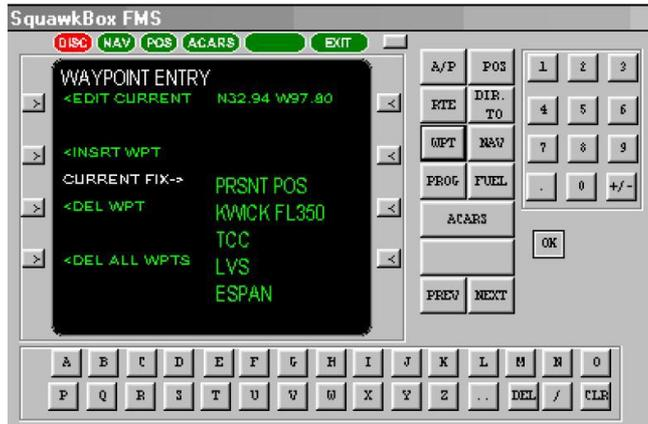 SquawkBox FMS
DISC NAV POS ACARS EXIT
WAYPOINT ENTRY
<EDIT CURRENT N32.94 W97.80
<INSRT WPT
CURRENT FIX-> PRSNT POS
<DEL WPT KWICK FL350
TCC
<DEL ALL WPTS LVS
ESPAN
A/P POS
RTE DIR. TO
WPT NAV
PROG FUEL
ACARS
PREV NEXT
1 2 3
4 5 6
7 8 9
. 0 +/-
OK
A B C D E F G H I J K L M N O
P Q R S T U V W X Y Z .. DEL / CLR